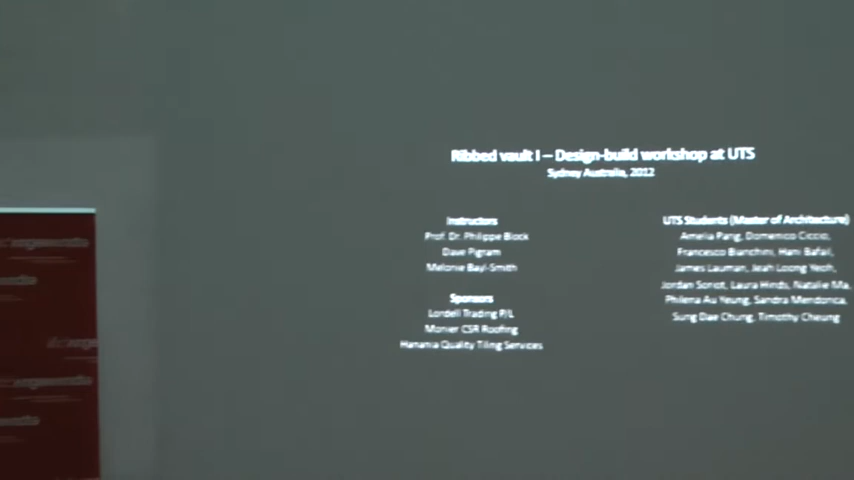 Ribbed vault I – Design-build workshop at UTS
Sydney Australia, 2012
Instructors
Prof. Dr. Philippe Block
Dave Pigram
Melonie Bayl-Smith
Sponsors
Lordell Trading P/L
Monier CSR Roofing
Hanania Quality Tiling Services
UTS Students (Master of Architecture)
Amelia Pang, Domenico Ciccio,
Francesco Bianchini, Hani Bafail,
James Lauman, Jeah Loong Yeoh,
Jordan Soriot, Laura Hinds, Natalie Ma,
Philena Au Yeung, Sandra Mendonca,
Sung Dae Chung, Timothy Cheung